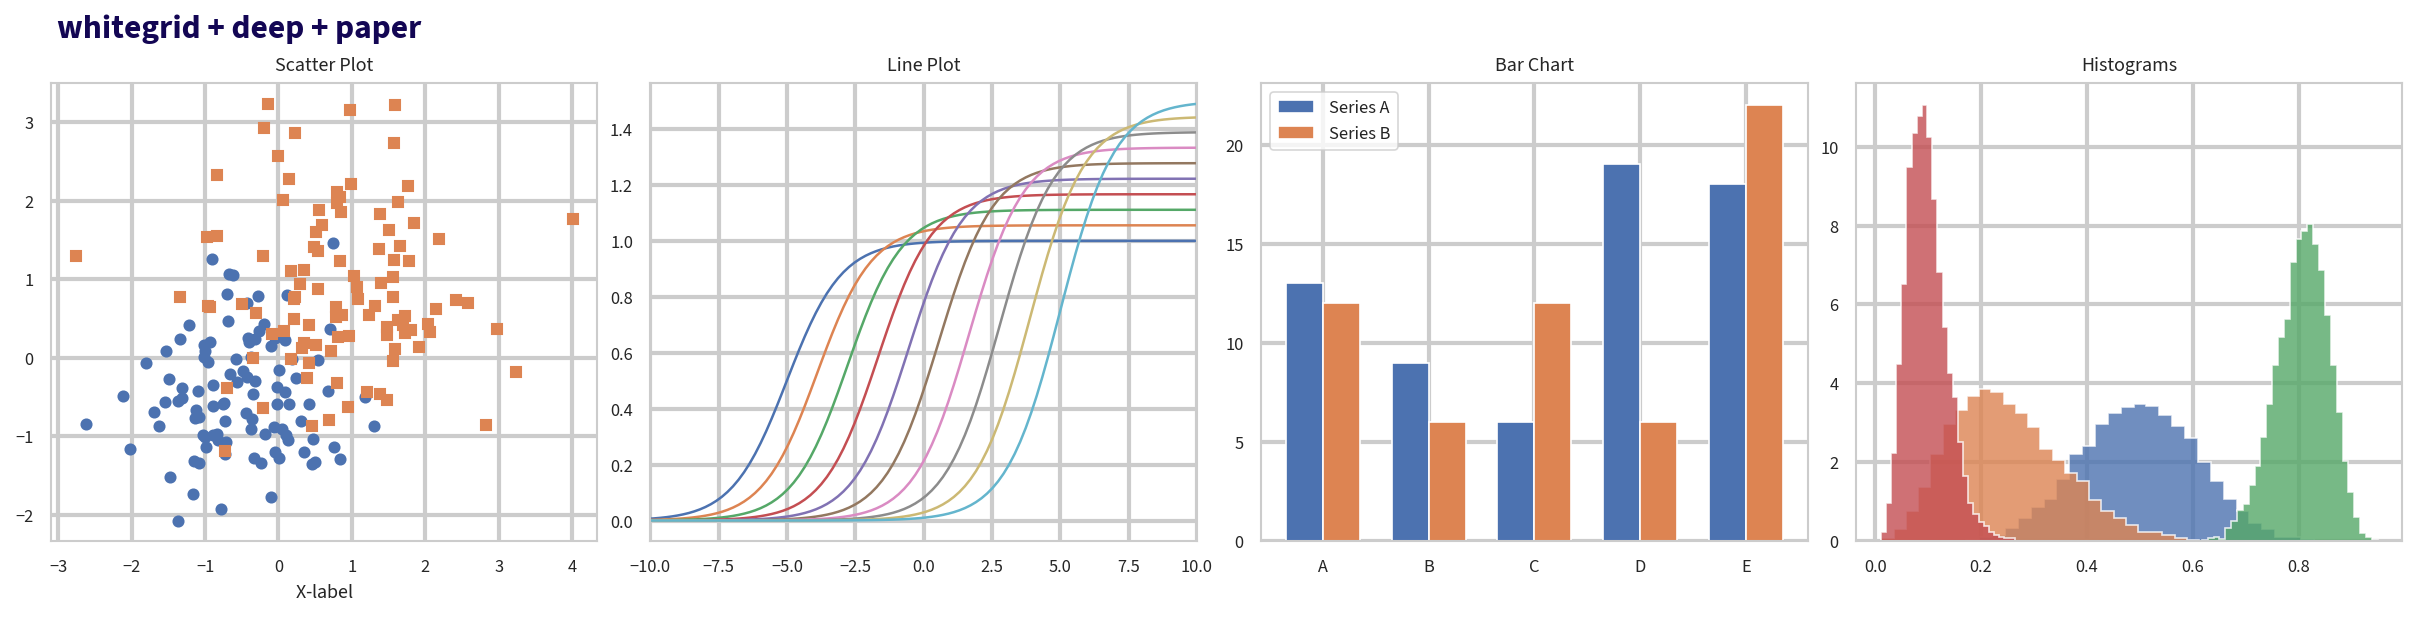 whitegrid + deep + paper
Scatter Plot
3
2
1
0
−1
−2
−3 −2 −1 0 1 2 3 4
X-label
Line Plot
1.4
1.2
1.0
0.8
0.6
0.4
0.2
0.0
−10.0 −7.5 −5.0 −2.5 0.0 2.5 5.0 7.5 10.0
Bar Chart
Series A
Series B
20
15
10
5
0
A B C D E
Histograms
10
8
6
4
2
0
0.0 0.2 0.4 0.6 0.8